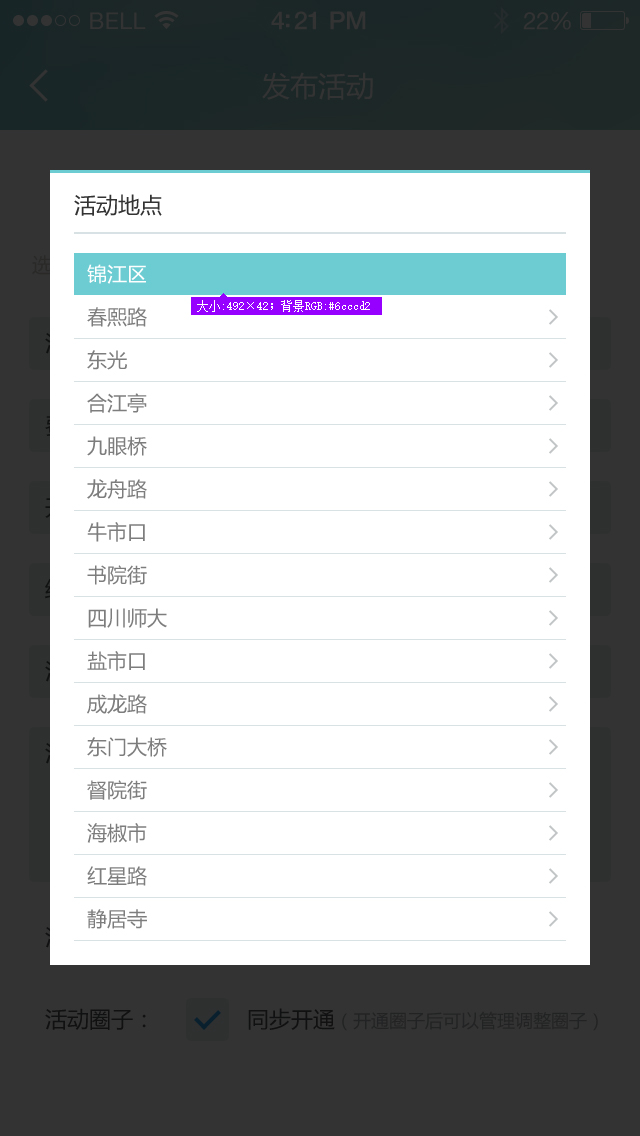 BELL 4:21 PM 22%
发布活动
活动地点
选
锦江区
大小:492×42; 背景RGB:#6cccd2
春熙路
东光
合江亭
九眼桥
龙舟路
牛市口
书院街
四川师大
盐市口
成龙路
东门大桥
督院街
海椒市
红星路
静居寺
活动圈子： 同步开通（开通圈子后可以管理调整圈子）